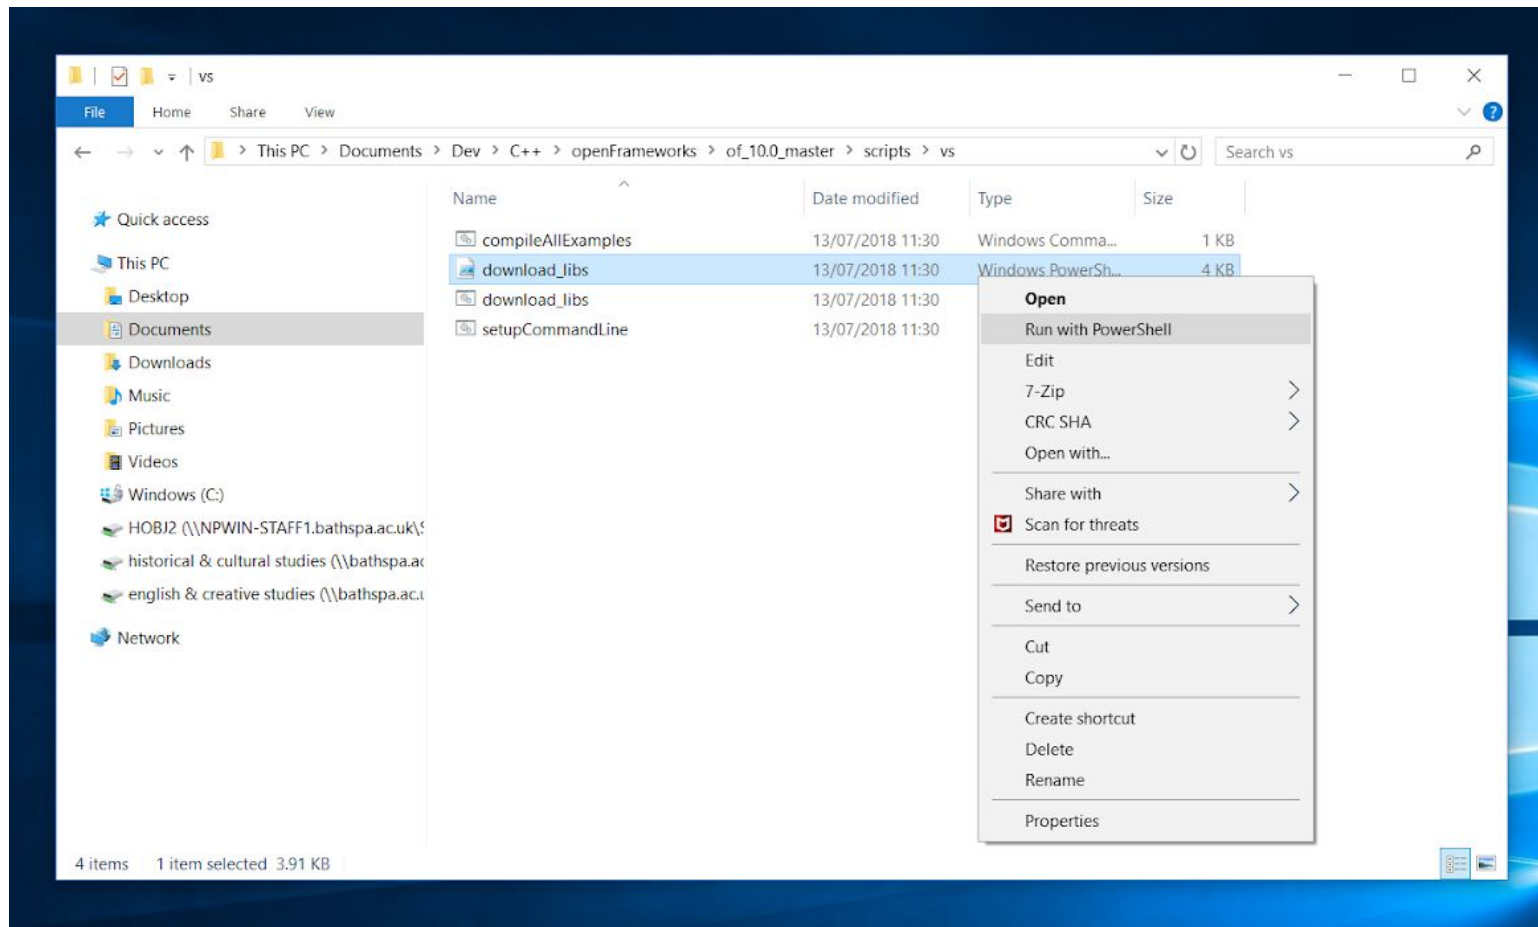 vs
File Home Share View
This PC > Documents > Dev > C++ > openFrameworks > of_10.0_master > scripts > vs
Search vs
Name Date modified Type Size
Quick access
This PC
Desktop
Documents
Downloads
Music
Pictures
Videos
Windows (C:)
HOBJ2 (\\NPWIN-STAFF1.bathspa.ac.uk\
historical & cultural studies (\\bathspa.ac
english & creative studies (\\bathspa.ac.
Network
compileAllExamples 13/07/2018 11:30 Windows Comma... 1 KB
download_libs 13/07/2018 11:30 Windows PowerSh... 4 KB
download_libs 13/07/2018 11:30
setupCommandLine 13/07/2018 11:30
Open
Run with PowerShell
Edit
7-Zip
CRC SHA
Open with...
Share with
Scan for threats
Restore previous versions
Send to
Cut
Copy
Create shortcut
Delete
Rename
Properties
4 items 1 item selected 3.91 KB